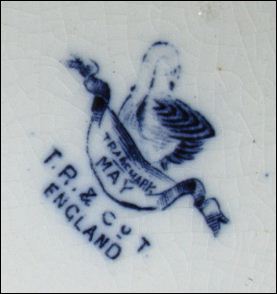 TRADEMARK
MAY
T.R. & Co T
ENGLAND